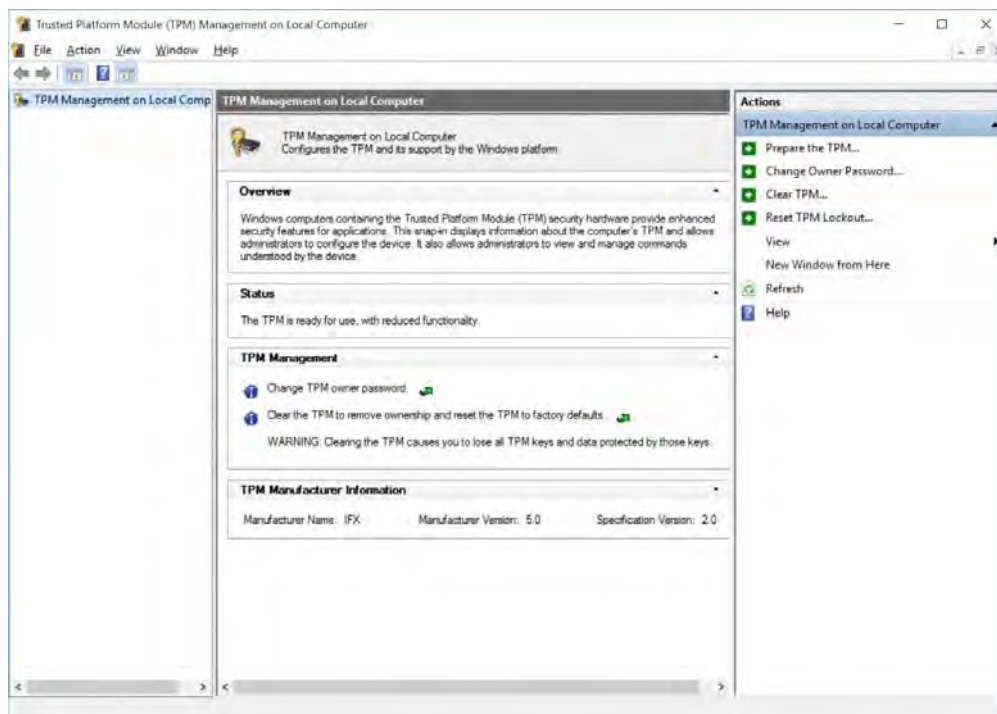 Trusted Platform Module (TPM) Management on Local Computer
File Action View Window Help
TPM Management on Local Comp
TPM Management on Local Computer
TPM Management on Local Computer
Configures the TPM and its support by the Windows platform
Overview
Windows computers containing the Trusted Platform Module (TPM) security hardware provide enhanced
security features for applications. This snap-in displays information about the computer's TPM and allows
administrators to configure the device. It also allows administrators to view and manage commands
understood by the device.
Status
The TPM is ready for use, with reduced functionality.
TPM Management
Change TPM owner password.
Clear the TPM to remove ownership and reset the TPM to factory defaults.
WARNING: Clearing the TPM causes you to lose all TPM keys and data protected by those keys.
TPM Manufacturer Information
Manufacturer Name: IFX Manufacturer Version: 5.0 Specification Version: 2.0
Actions
TPM Management on Local Computer
Prepare the TPM...
Change Owner Password...
Clear TPM...
Reset TPM Lockout...
View
New Window from Here
Refresh
Help